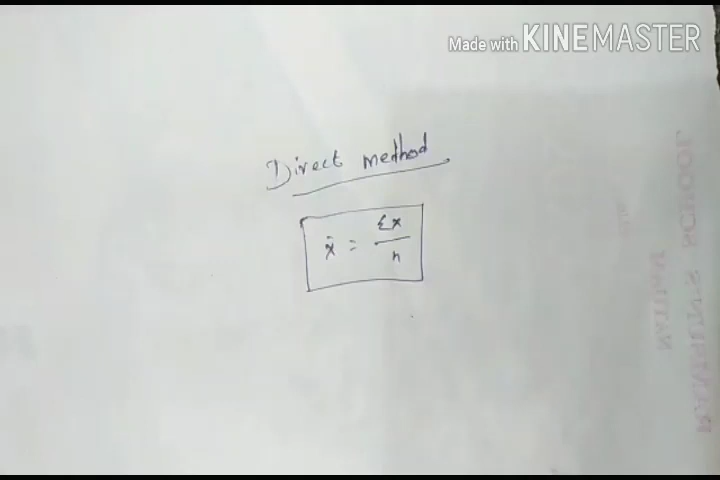 Made with KINEMASTER
Direct method
x̄ = Σx / n